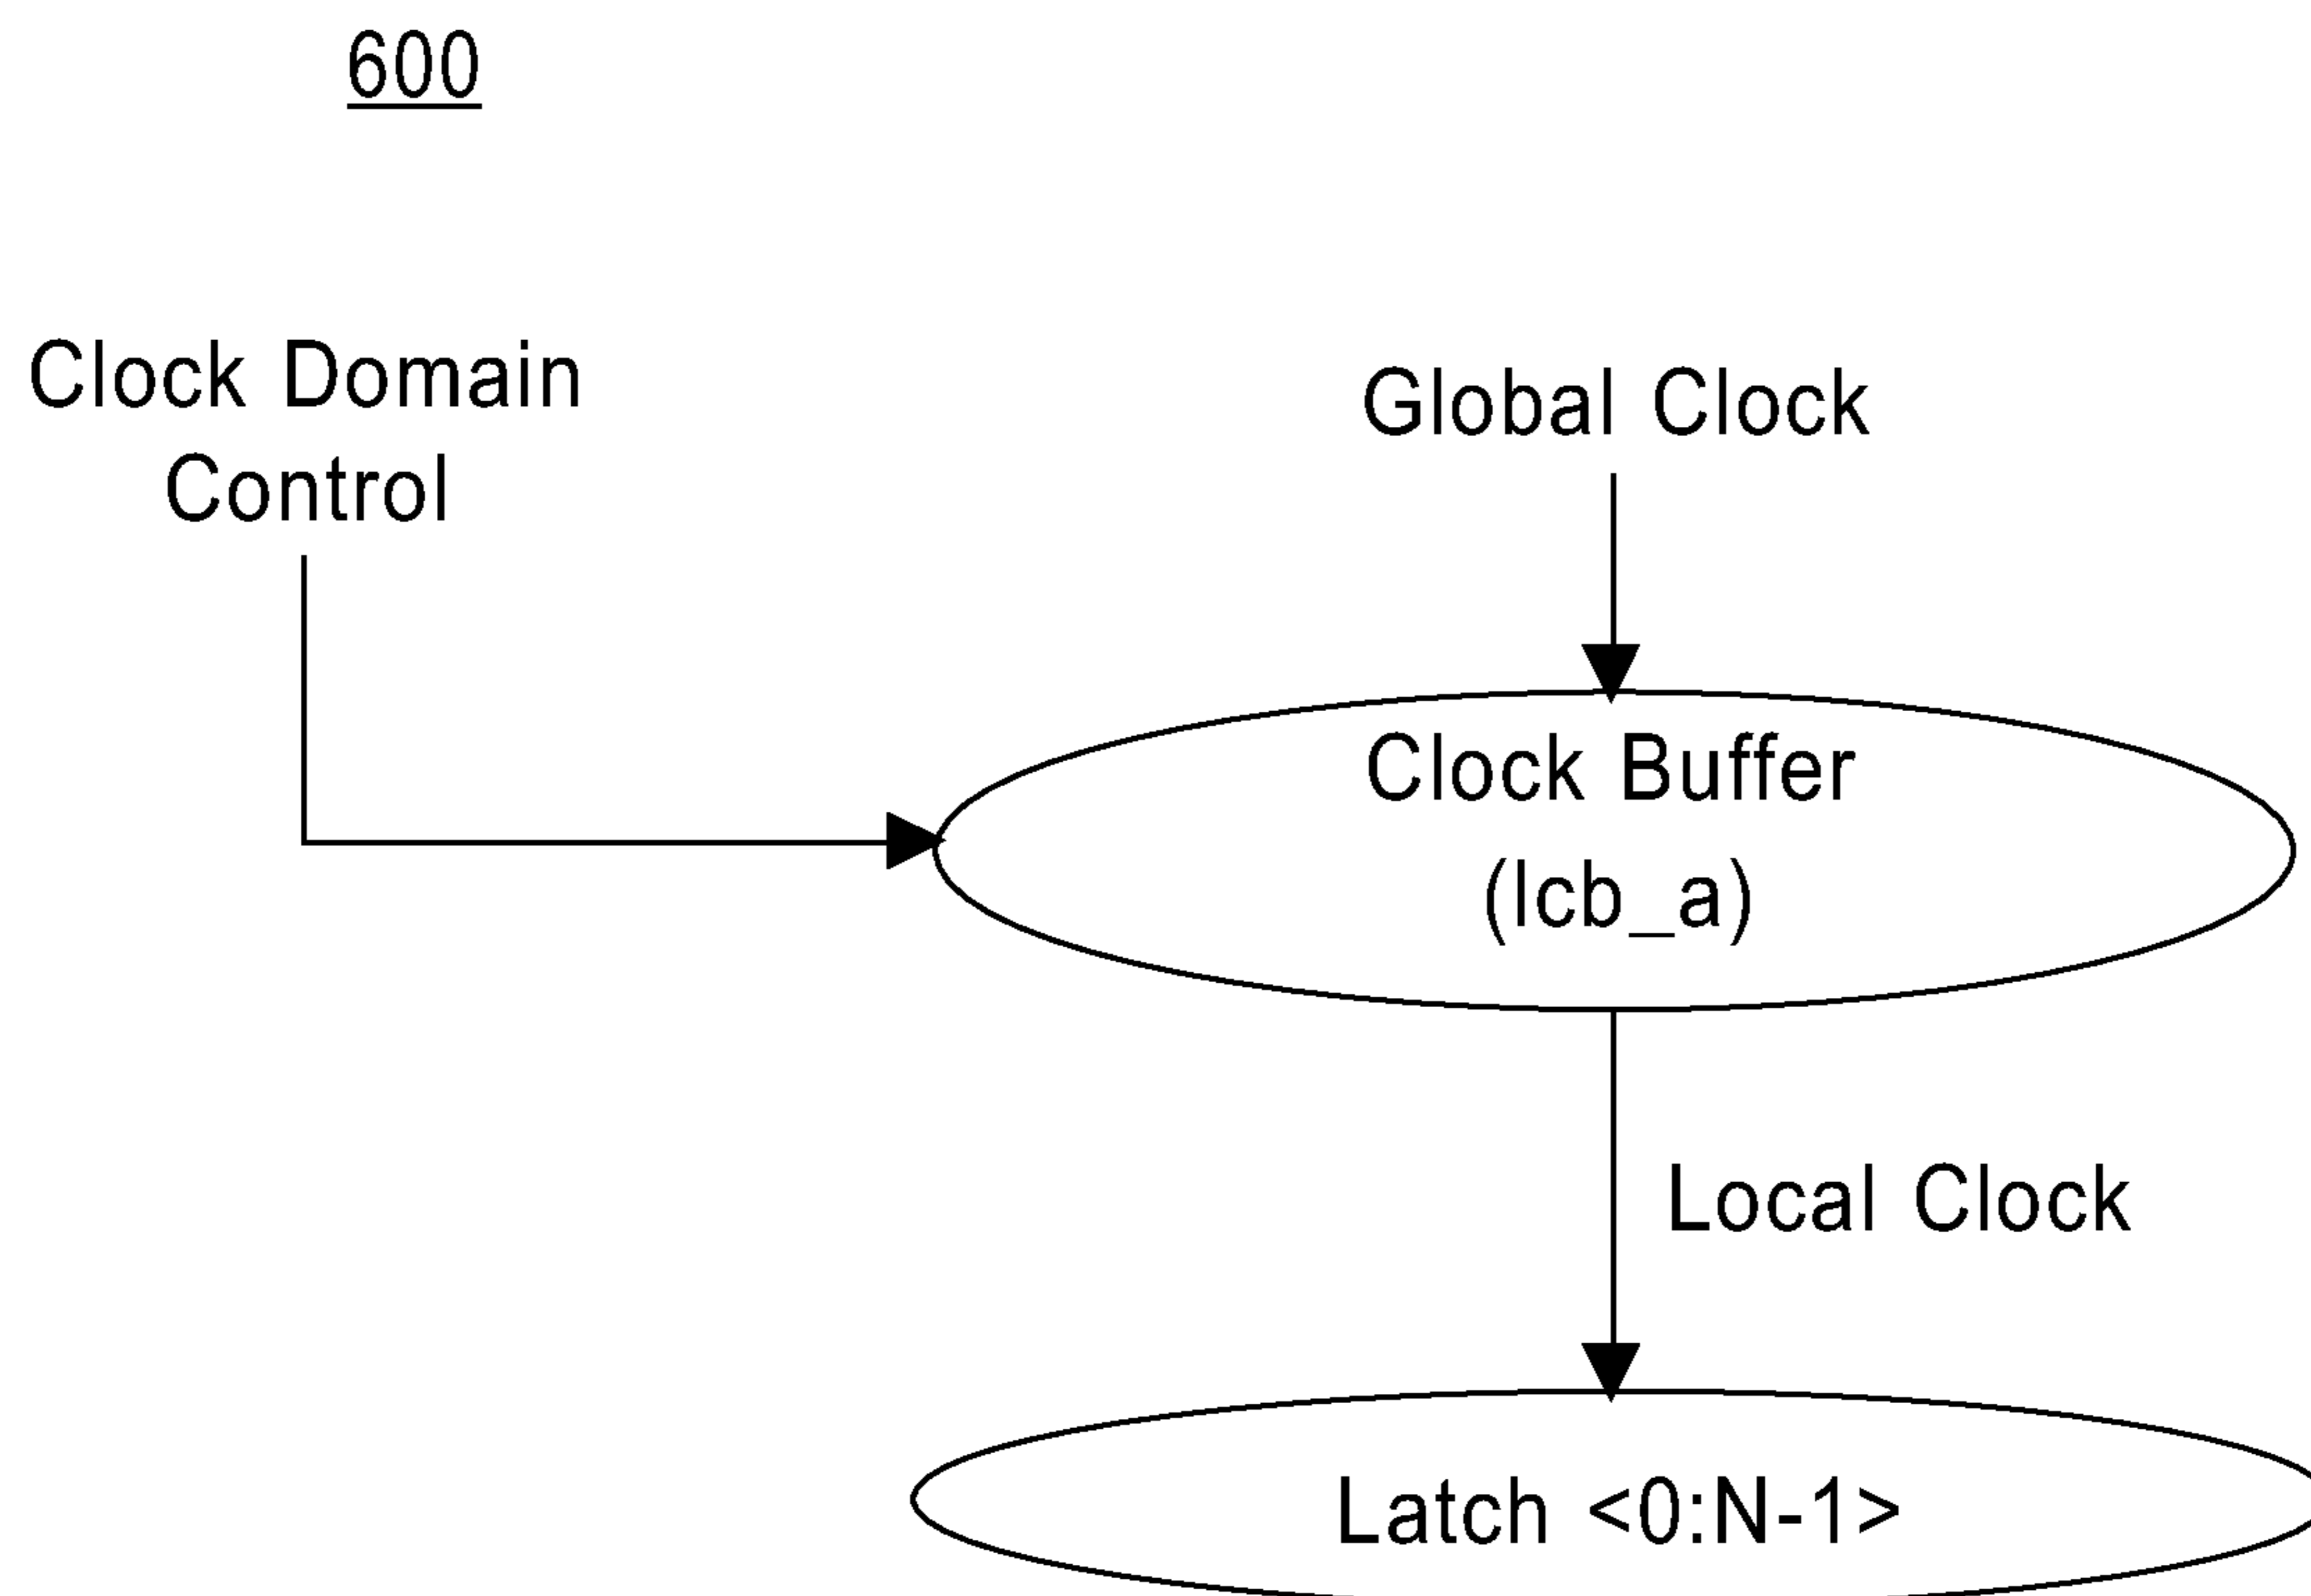 600
Clock Domain
Control
Global Clock
Clock Buffer
(lcb_a)
Local Clock
Latch <0:N-1>